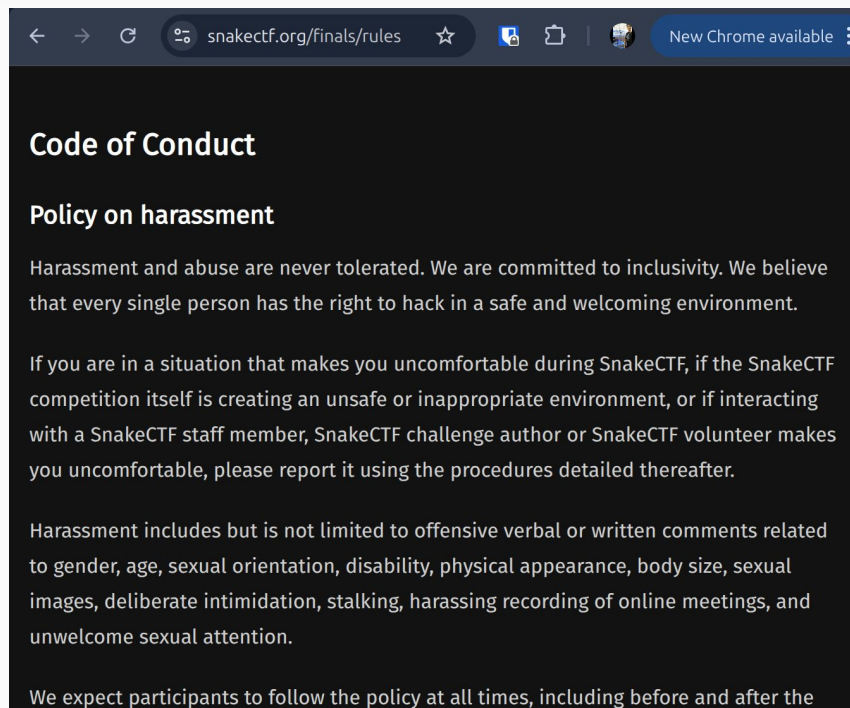 snakectf.org/finals/rules
New Chrome available
Code of Conduct
Policy on harassment
Harassment and abuse are never tolerated. We are committed to inclusivity. We believe
that every single person has the right to hack in a safe and welcoming environment.
If you are in a situation that makes you uncomfortable during SnakeCTF, if the SnakeCTF
competition itself is creating an unsafe or inappropriate environment, or if interacting
with a SnakeCTF staff member, SnakeCTF challenge author or SnakeCTF volunteer makes
you uncomfortable, please report it using the procedures detailed thereafter.
Harassment includes but is not limited to offensive verbal or written comments related
to gender, age, sexual orientation, disability, physical appearance, body size, sexual
images, deliberate intimidation, stalking, harassing recording of online meetings, and
unwelcome sexual attention.
We expect participants to follow the policy at all times, including before and after the